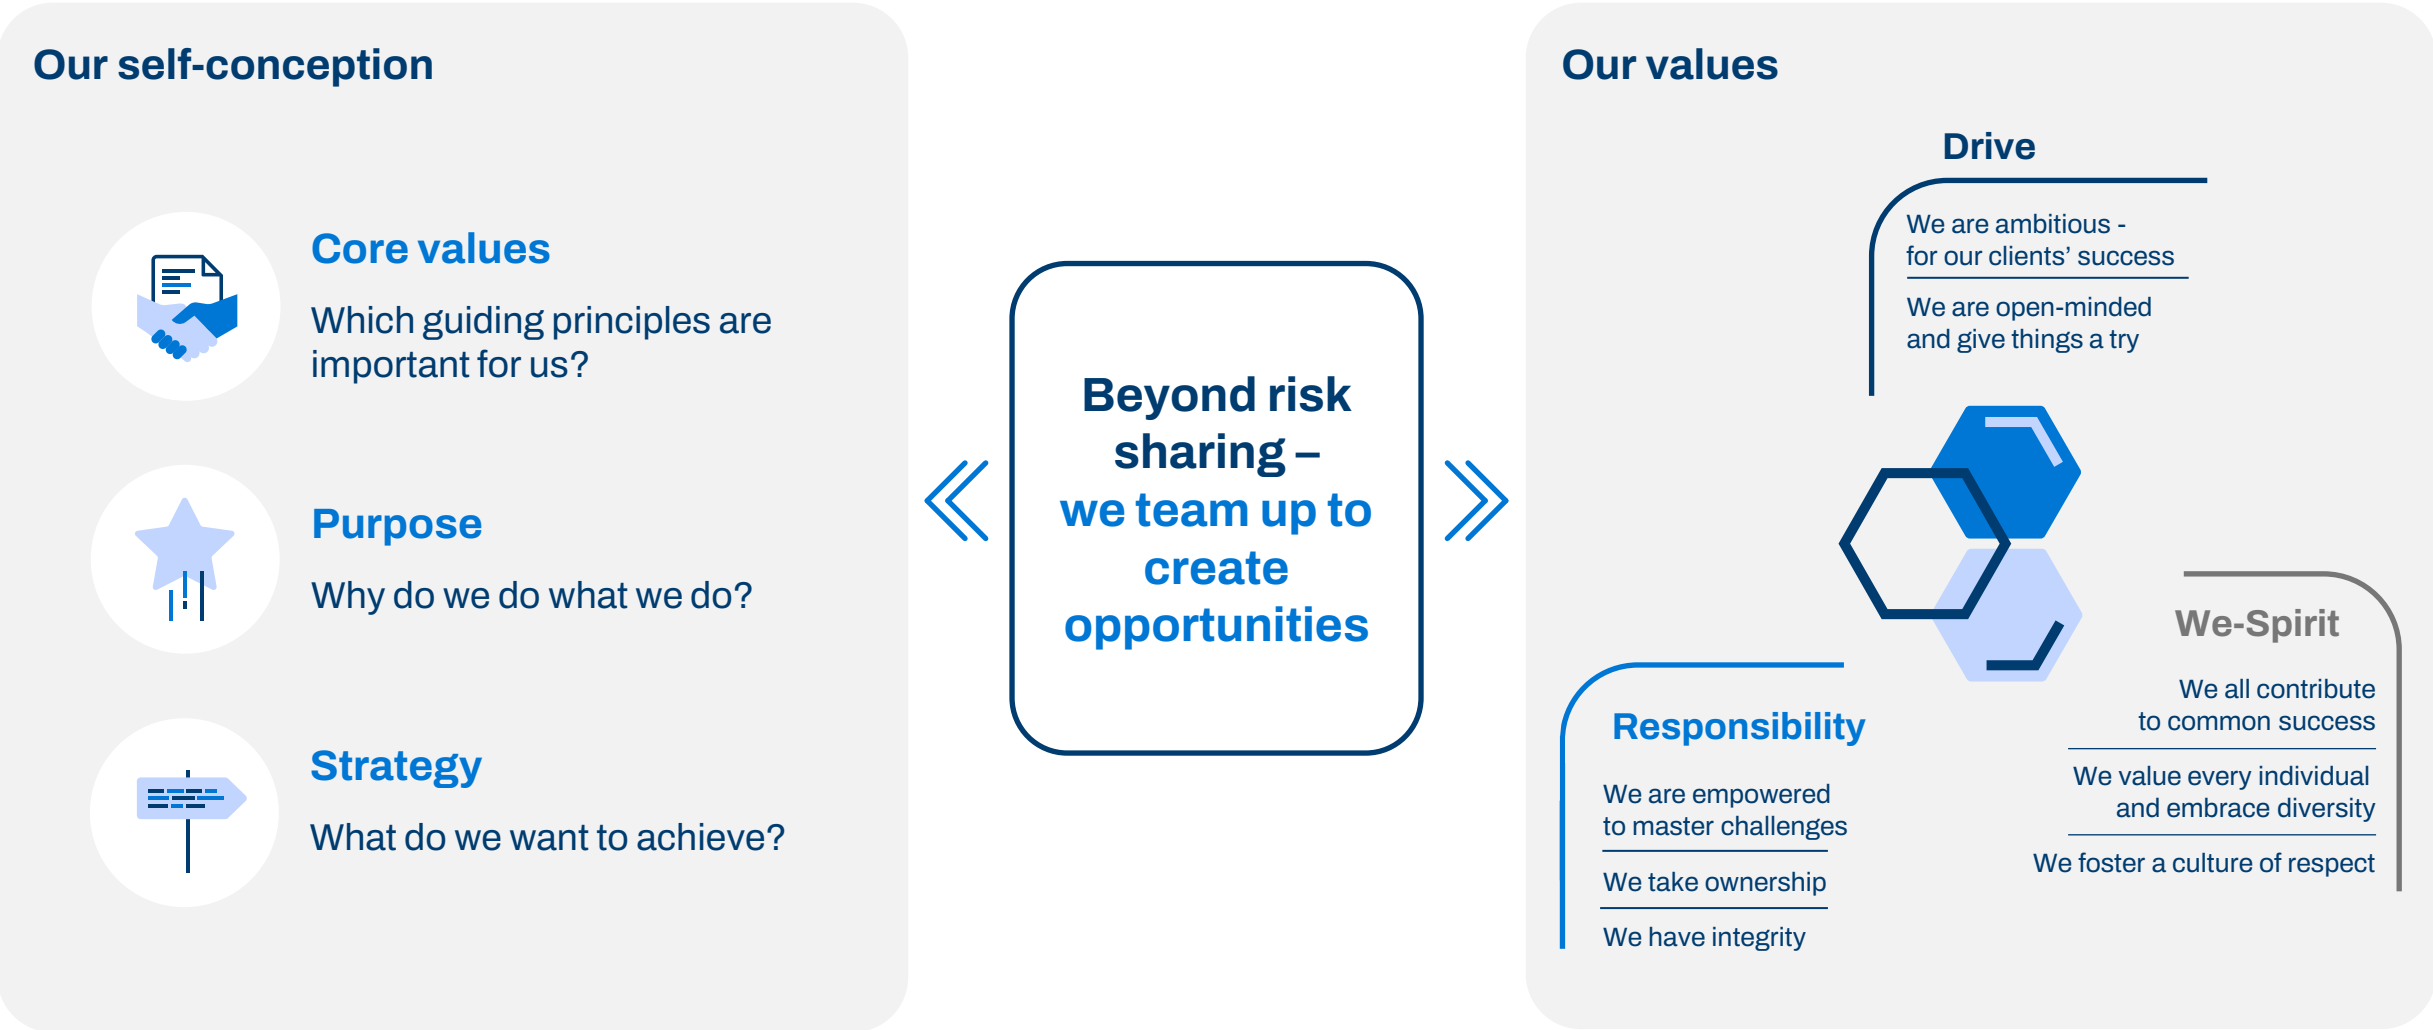 Our self-conception
Core values
Which guiding principles are
important for us?
Purpose
Why do we do what we do?
Strategy
What do we want to achieve?
Beyond risk
sharing –
we team up to
create
opportunities
Our values
Drive
We are ambitious -
for our clients’ success
We are open-minded
and give things a try
Responsibility
We are empowered
to master challenges
We take ownership
We have integrity
We-Spirit
We all contribute
to common success
We value every individual
and embrace diversity
We foster a culture of respect